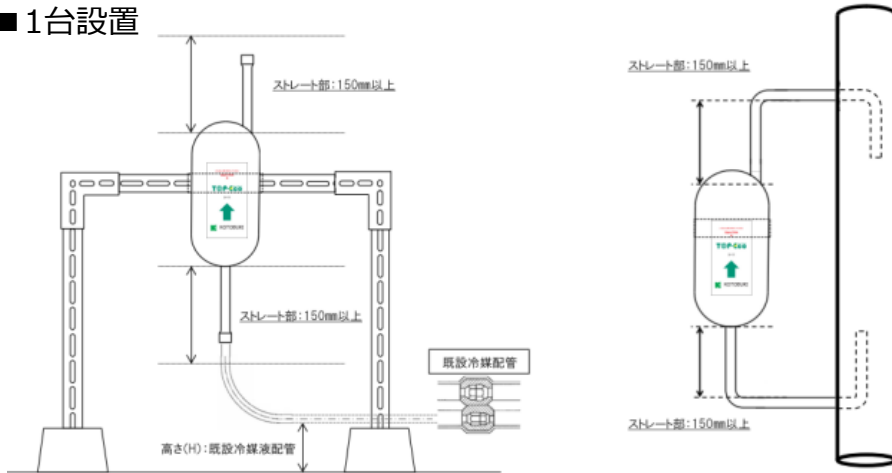 ■1台設置
ストレート部:150mm以上
TOP-Coo
KOTOBUKI
ストレート部:150mm以上
既設冷媒配管
高さ(H):既設冷媒液配管
ストレート部:150mm以上
TOP-Coo
KOTOBUKI
ストレート部:150mm以上